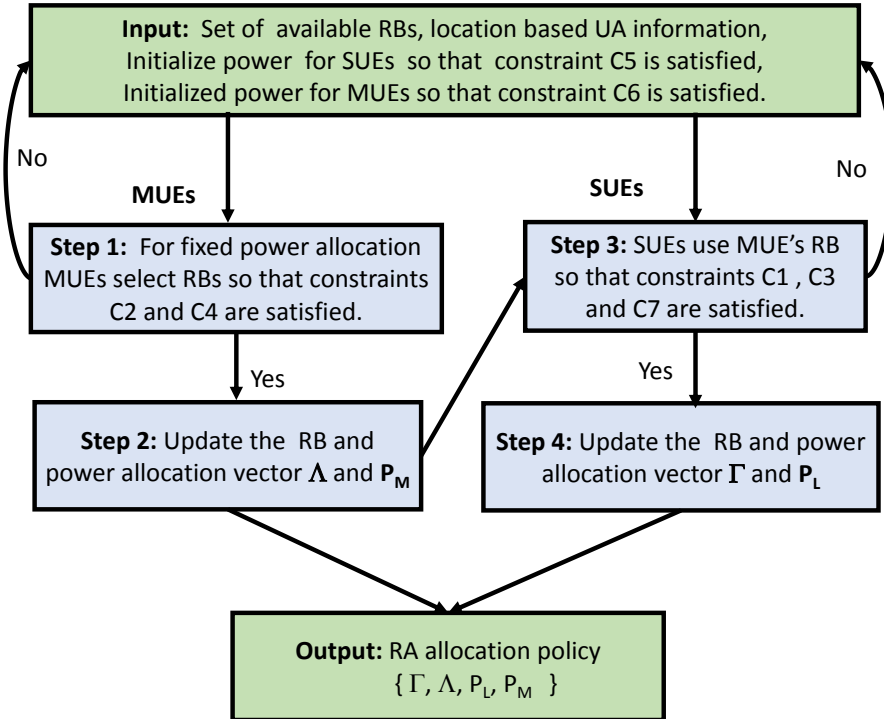 Input: Set of available RBs, location based UA information,
Initialize power for SUEs so that constraint C5 is satisfied,
Initialized power for MUEs so that constraint C6 is satisfied.
No
No
MUEs
SUEs
Step 1: For fixed power allocation
MUEs select RBs so that constraints
C2 and C4 are satisfied.
Step 3: SUEs use MUE's RB
so that constraints C1 , C3
and C7 are satisfied.
Yes
Yes
Step 2: Update the RB and
power allocation vector Λ and P_M
Step 4: Update the RB and power
allocation vector Γ and P_L
Output: RA allocation policy
{ Γ, Λ, P_L, P_M }